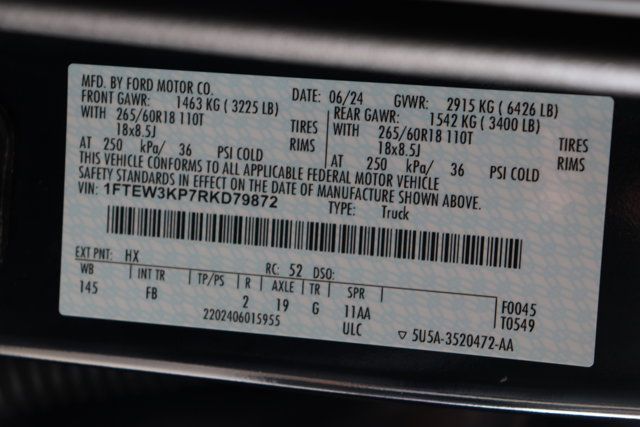 MFD. BY FORD MOTOR CO.
DATE: 06/24 GVWR: 2915 KG ( 6426 LB)
FRONT GAWR: 1463 KG ( 3225 LB) REAR GAWR: 1542 KG ( 3400 LB)
WITH 265/60R18 110T TIRES WITH 265/60R18 110T TIRES
18x8.5J RIMS 18x8.5J RIMS
AT 250 kPa/ 36 PSI COLD AT 250 kPa/ 36 PSI COLD
THIS VEHICLE CONFORMS TO ALL APPLICABLE FEDERAL MOTOR VEHICLE
SAFETY STANDARDS IN EFFECT ON THE DATE OF MANUFACTURE SHOWN ABOVE.
VIN: 1FTEW3KP7RKD79872
TYPE: Truck
EXT PNT: HX RC: 52 DSO:
WB INT TR TP/PS R AXLE TR SPR F0045
145 FB 2 19 G 11AA T0549
2202406015955 ULC ▽ 5U5A-3520472-AA